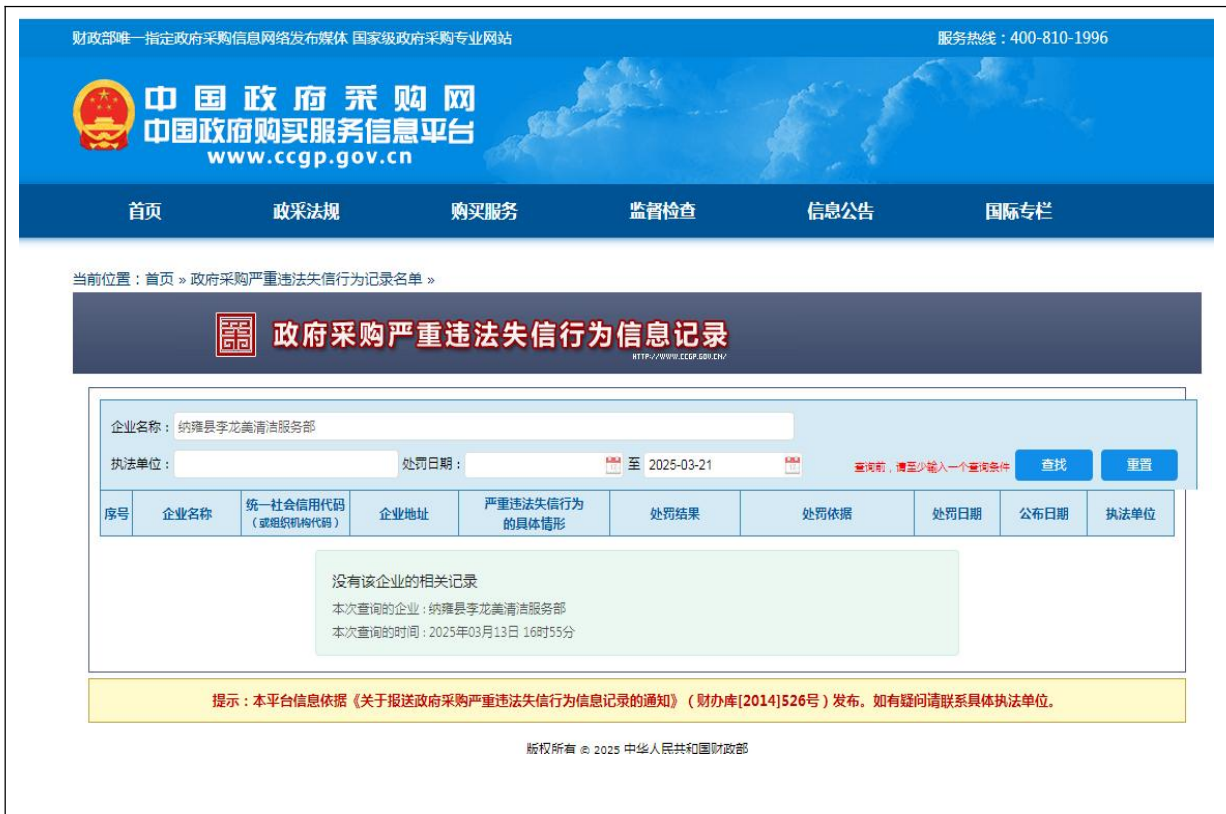 财政部唯一指定政府采购信息网络发布媒体 国家级政府采购专业网站
服务热线：400-810-1996
中国政府采购网
中国政府购买服务信息平台
www.ccgp.gov.cn
首页 政采法规 购买服务 监督检查 信息公告 国际专栏
当前位置：首页 » 政府采购严重违法失信行为记录名单 »
政府采购严重违法失信行为信息记录
HTTP://WWW.CCGP.GOV.CN/
企业名称：纳雍县李龙美清洁服务部
执法单位： 处罚日期： 至 2025-03-21 查询前，请至少输入一个查询条件 查找 重置
序号 企业名称 统一社会信用代码（或组织机构代码） 企业地址 严重违法失信行为的具体情形 处罚结果 处罚依据 处罚日期 公布日期 执法单位
没有该企业的相关记录
本次查询的企业：纳雍县李龙美清洁服务部
本次查询的时间：2025年03月13日 16时55分
提示：本平台信息依据《关于报送政府采购严重违法失信行为信息记录的通知》（财办库[2014]526号）发布。如有疑问请联系具体执法单位。
版权所有 © 2025 中华人民共和国财政部